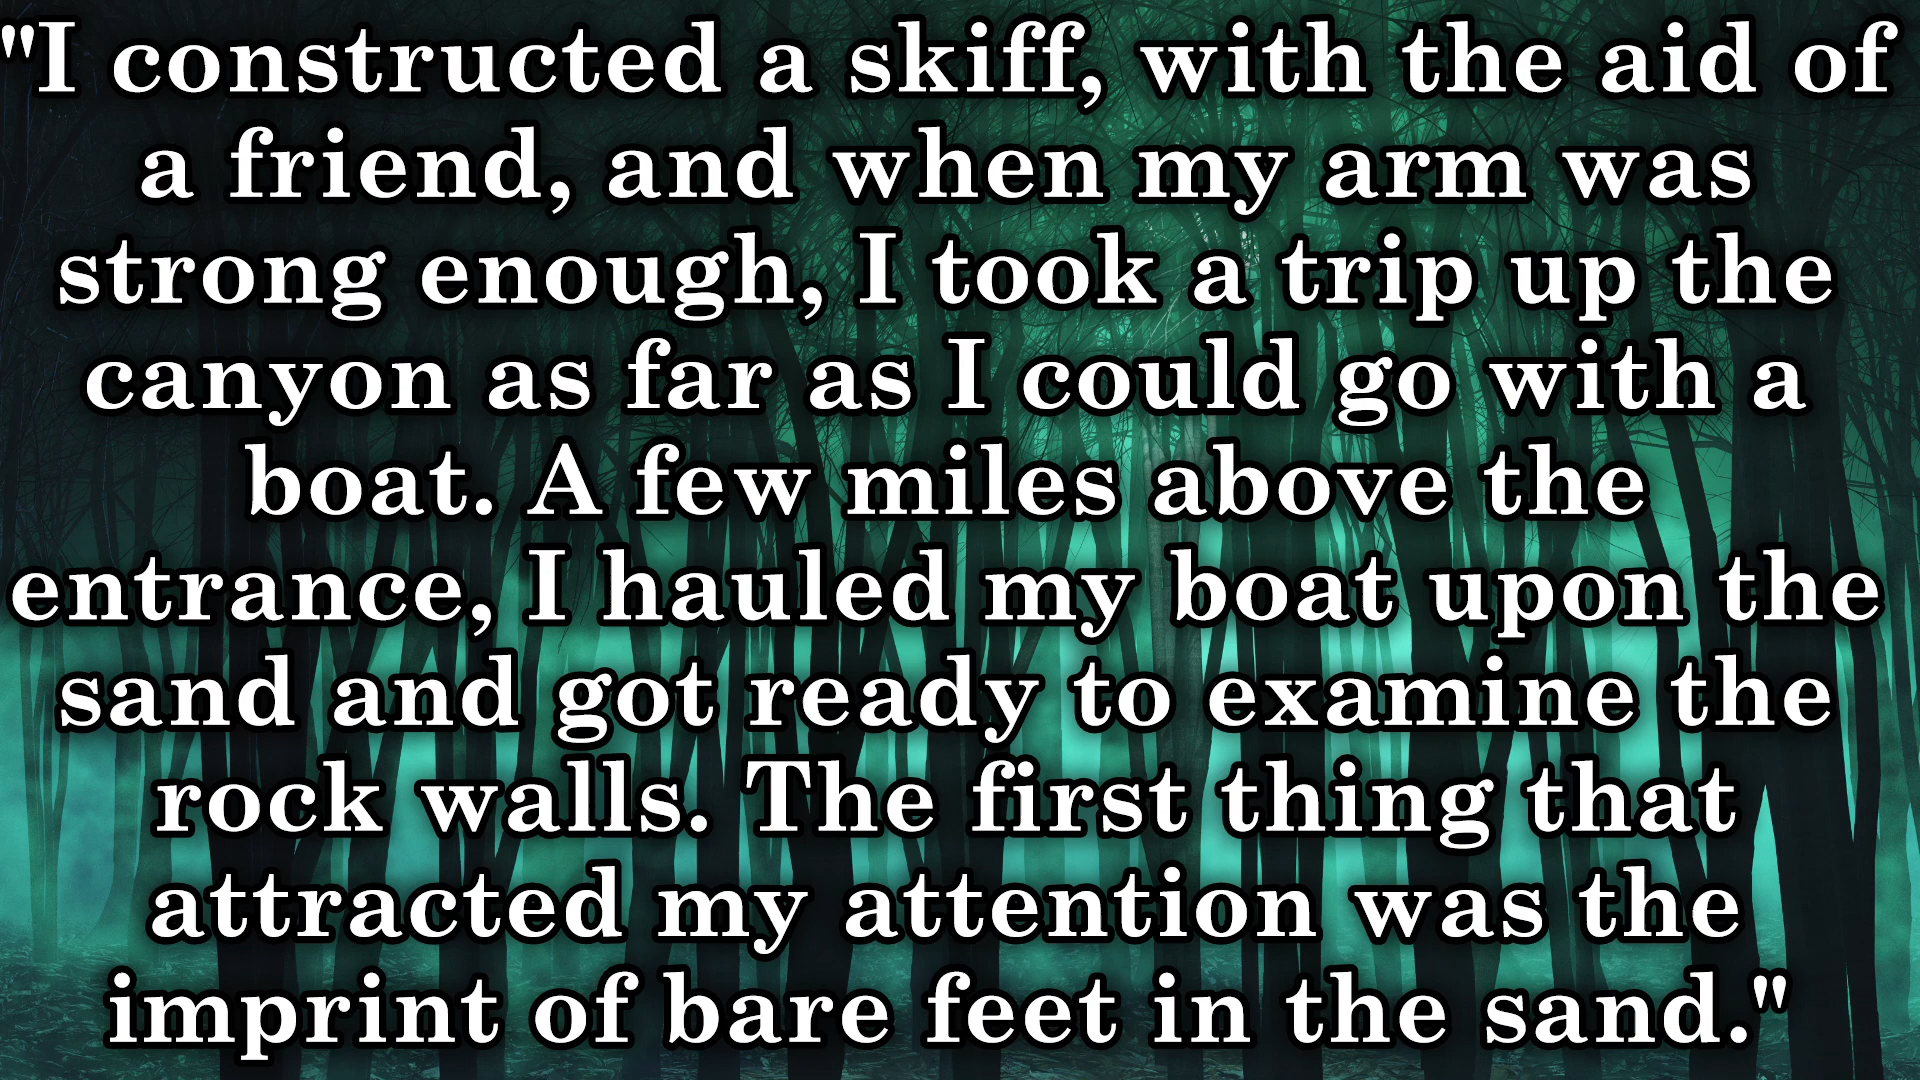 "I constructed a skiff, with the aid of
a friend, and when my arm was
strong enough, I took a trip up the
canyon as far as I could go with a
boat. A few miles above the
entrance, I hauled my boat upon the
sand and got ready to examine the
rock walls. The first thing that
attracted my attention was the
imprint of bare feet in the sand."